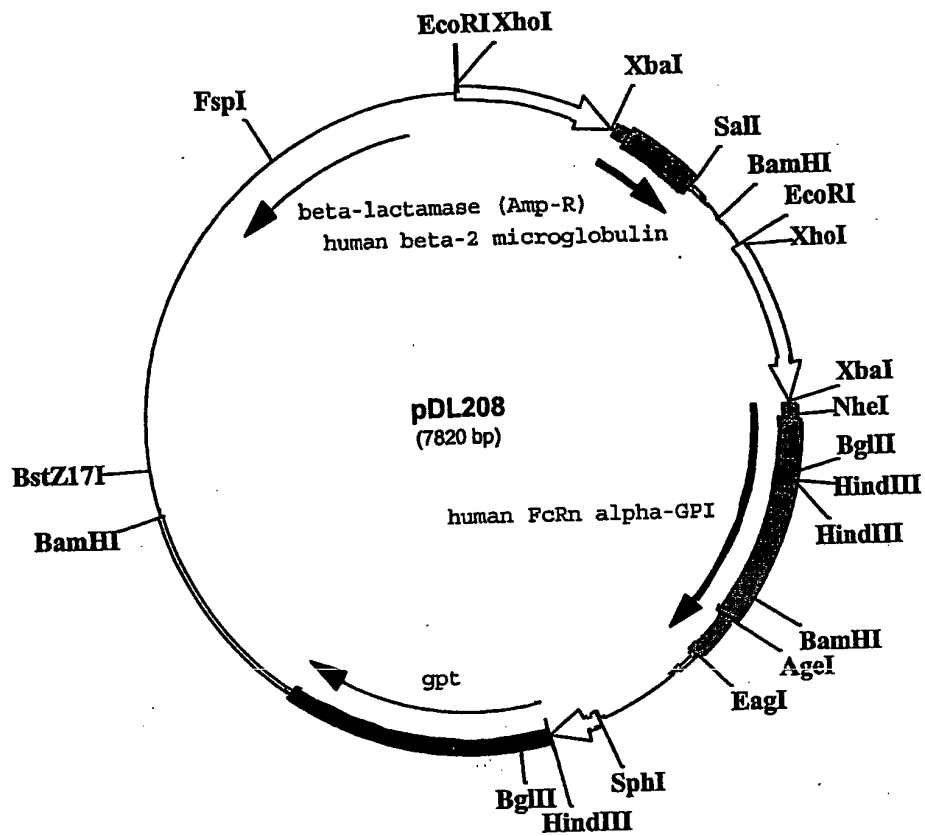 EcoRI XhoI
XbaI
FspI
SalI
BamHI
EcoRI
XhoI
beta-lactamase (Amp-R)
human beta-2 microglobulin
XbaI
NheI
pDL208
(7820 bp)
BglII
HindIII
HindIII
BstZ17I
human FcRn alpha-GPI
BamHI
BamHI
AgeI
EagI
gpt
SphI
BglII
HindIII